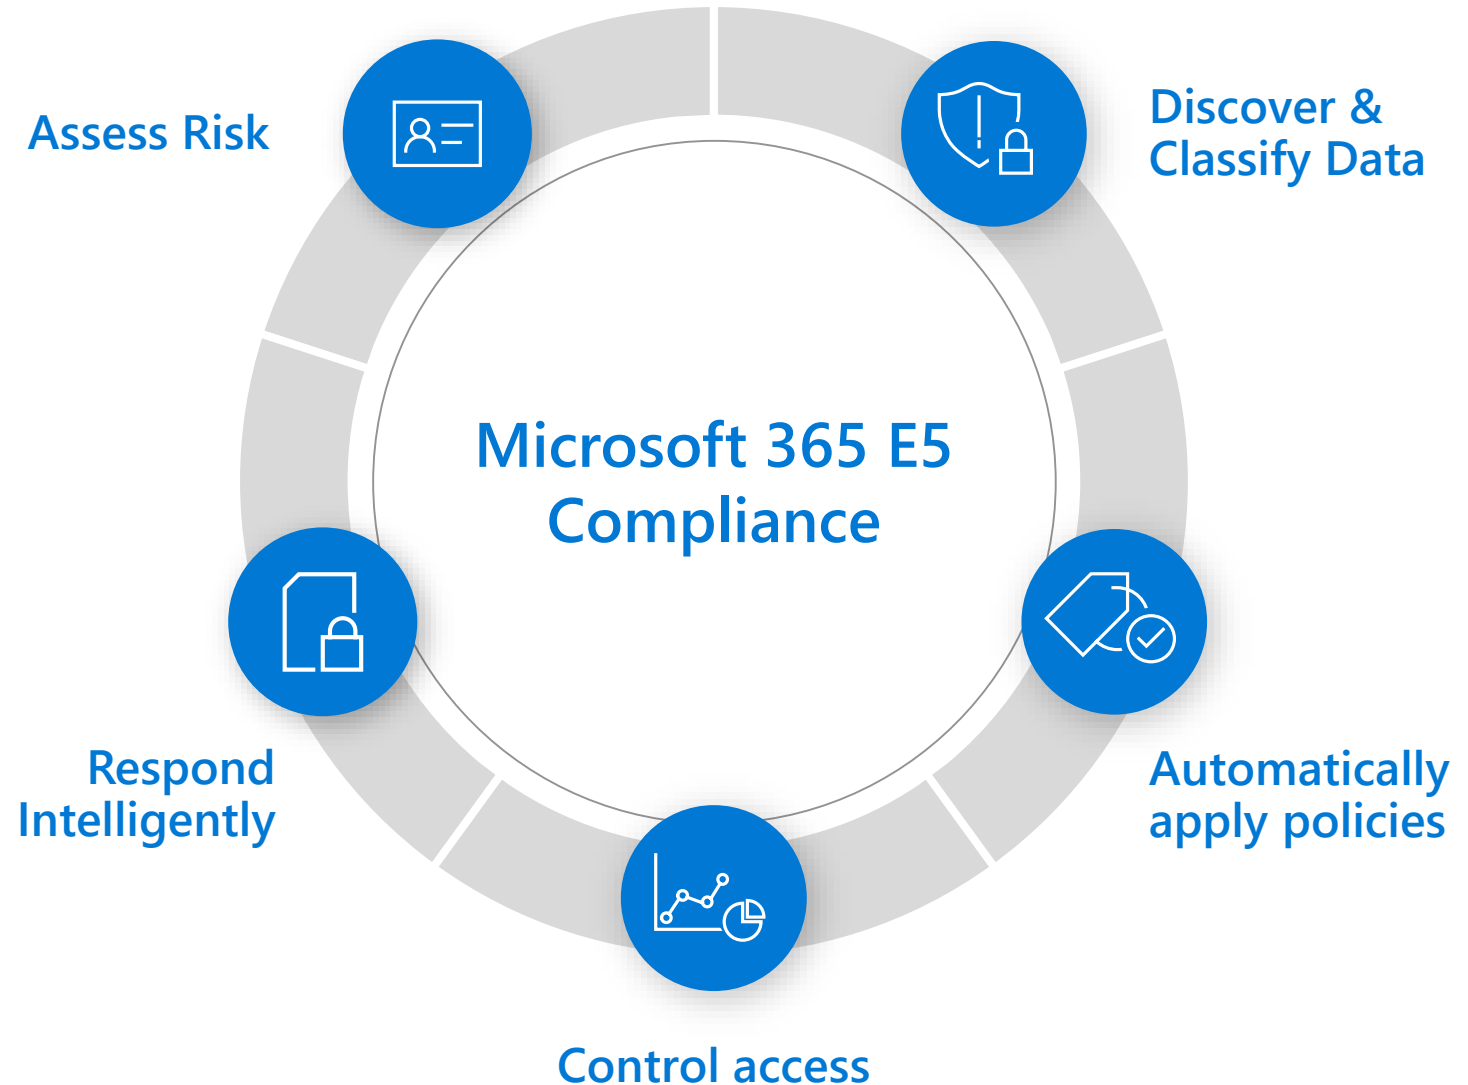 Assess Risk
Discover &
Classify Data
Microsoft 365 E5
Compliance
Respond
Intelligently
Automatically
apply policies
Control access